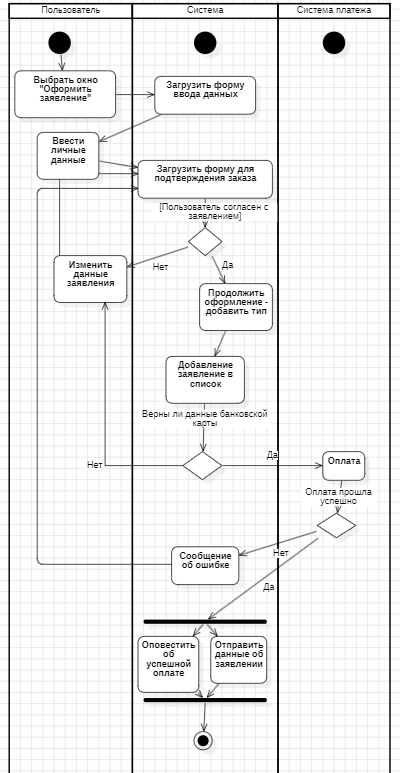 Пользователь
Система
Система платежа
Выбрать окно
"Оформить
заявление"
Загрузить форму
ввода данных
Ввести
личные
данные
Загрузить форму для
подтверждения заказа
[Пользователь согласен с
заявлением]
Нет
Да
Изменить
данные
заявления
Продолжить
оформление -
добавить тип
Добавление
заявление в
список
Верны ли данные банковской
карты
Нет
Да
Оплата
Оплата прошла
успешно
Нет
Сообщение
об ошибке
Да
Оповестить
об
успешной
оплате
Отправить
данные об
заявлении